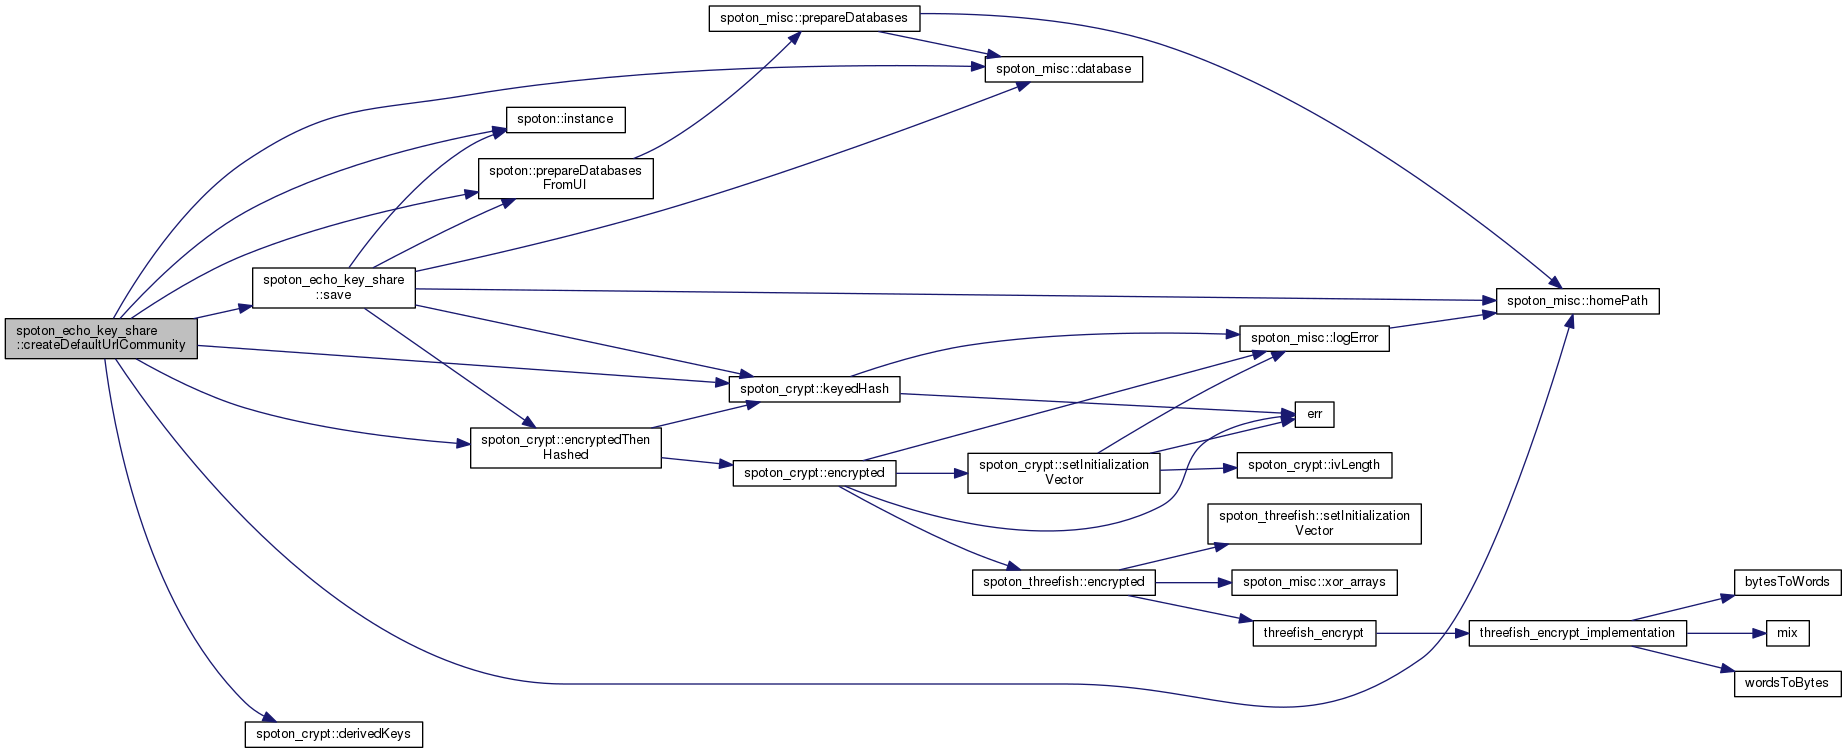 spoton_misc::prepareDatabases
spoton_misc::database
spoton::instance
spoton::prepareDatabases
FromUI
spoton_echo_key_share
::save
spoton_misc::homePath
spoton_echo_key_share
::createDefaultUrlCommunity
spoton_misc::logError
spoton_crypt::keyedHash
err
spoton_crypt::encryptedThen
Hashed
spoton_crypt::encrypted
spoton_crypt::setInitialization
Vector
spoton_crypt::ivLength
spoton_threefish::setInitialization
Vector
spoton_threefish::encrypted
spoton_misc::xor_arrays
bytesToWords
threefish_encrypt
threefish_encrypt_implementation
mix
wordsToBytes
spoton_crypt::derivedKeys